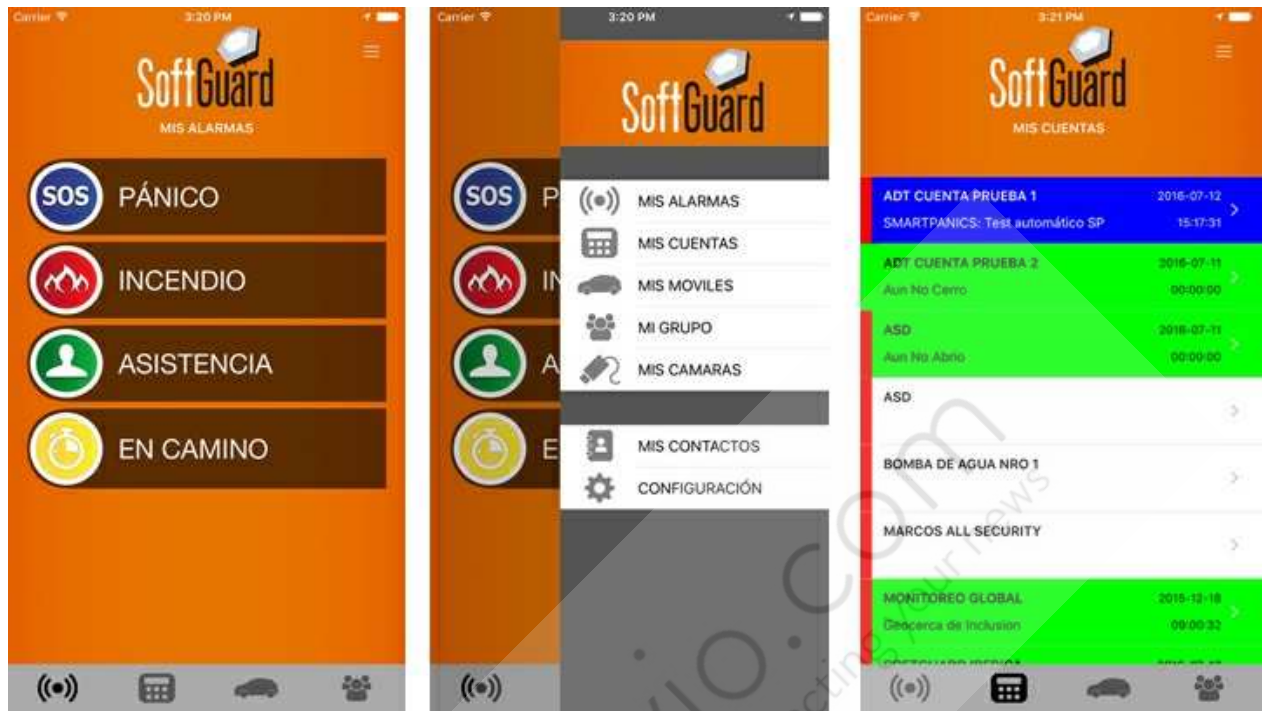 Carrier 3:20 PM
SoftGuard
MIS ALARMAS
SOS PÁNICO
INCENDIO
ASISTENCIA
EN CAMINO
Carrier 3:20 PM
SoftGuard
SOS P
IN
A
E
MIS ALARMAS
MIS CUENTAS
MIS MOVILES
MI GRUPO
MIS CAMARAS
MIS CONTACTOS
CONFIGURACIÓN
Carrier 3:21 PM
SoftGuard
MIS CUENTAS
ADT CUENTA PRUEBA 1 2016-07-12
SMARTPANICS: Test automático SP 15:17:31
ADT CUENTA PRUEBA 2 2016-07-11
Aun No Cerro 00:00:00
ASD 2016-07-11
Aun No Abrio 00:00:00
ASD
BOMBA DE AGUA NRO 1
MARCOS ALL SECURITY
MONITOREO GLOBAL 2015-12-18
Geocerca de Inclusion 09:00:32